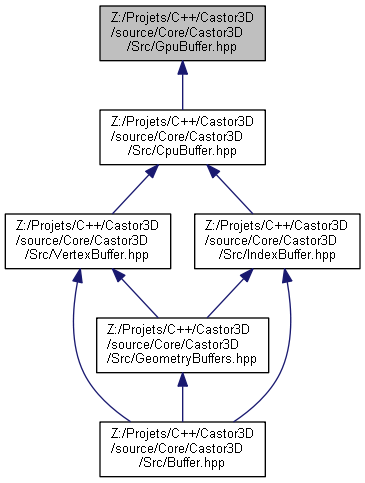 Z:/Projets/C++/Castor3D
/source/Core/Castor3D
/Src/GpuBuffer.hpp
Z:/Projets/C++/Castor3D
/source/Core/Castor3D
/Src/CpuBuffer.hpp
Z:/Projets/C++/Castor3D
/source/Core/Castor3D
/Src/VertexBuffer.hpp
Z:/Projets/C++/Castor3D
/source/Core/Castor3D
/Src/IndexBuffer.hpp
Z:/Projets/C++/Castor3D
/source/Core/Castor3D
/Src/GeometryBuffers.hpp
Z:/Projets/C++/Castor3D
/source/Core/Castor3D
/Src/Buffer.hpp